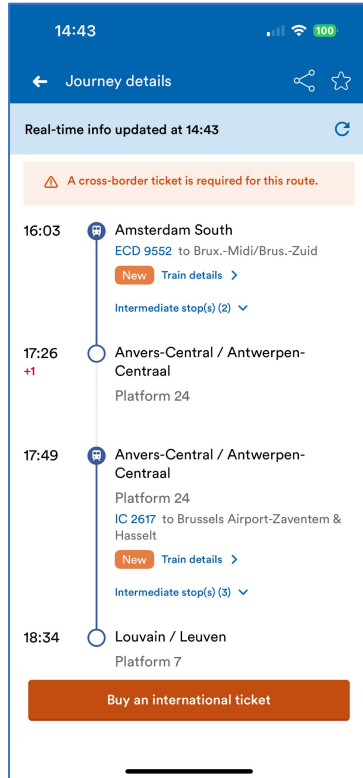 14:43
100
Journey details
Real-time info updated at 14:43
A cross-border ticket is required for this route.
16:03
Amsterdam South
ECD 9552 to Brux.-Midi/Brus.-Zuid
New Train details
Intermediate stop(s) (2)
17:26
+1
Anvers-Central / Antwerpen-
Centraal
Platform 24
17:49
Anvers-Central / Antwerpen-
Centraal
Platform 24
IC 2617 to Brussels Airport-Zaventem &
Hasselt
New Train details
Intermediate stop(s) (3)
18:34
Louvain / Leuven
Platform 7
Buy an international ticket